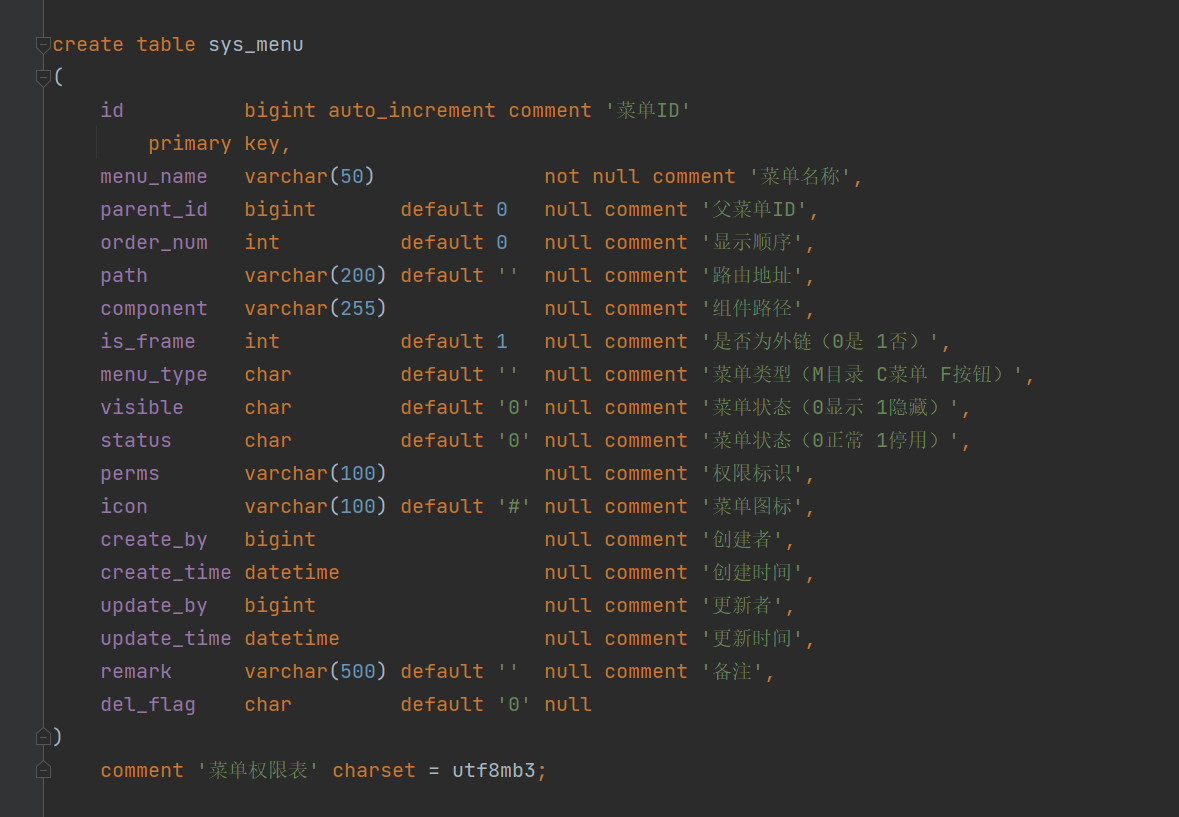 create table sys_menu
(
    id          bigint auto_increment comment '菜单ID'
        primary key,
    menu_name   varchar(50)              not null comment '菜单名称',
    parent_id   bigint       default 0   null comment '父菜单ID',
    order_num   int          default 0   null comment '显示顺序',
    path        varchar(200) default ''  null comment '路由地址',
    component   varchar(255)             null comment '组件路径',
    is_frame    int          default 1   null comment '是否为外链（0是 1否）',
    menu_type   char         default ''  null comment '菜单类型（M目录 C菜单 F按钮）',
    visible     char         default '0' null comment '菜单状态（0显示 1隐藏）',
    status      char         default '0' null comment '菜单状态（0正常 1停用）',
    perms       varchar(100)             null comment '权限标识',
    icon        varchar(100) default '#' null comment '菜单图标',
    create_by   bigint                   null comment '创建者',
    create_time datetime                 null comment '创建时间',
    update_by   bigint                   null comment '更新者',
    update_time datetime                 null comment '更新时间',
    remark      varchar(500) default ''  null comment '备注',
    del_flag    char         default '0' null
)
    comment '菜单权限表' charset = utf8mb3;